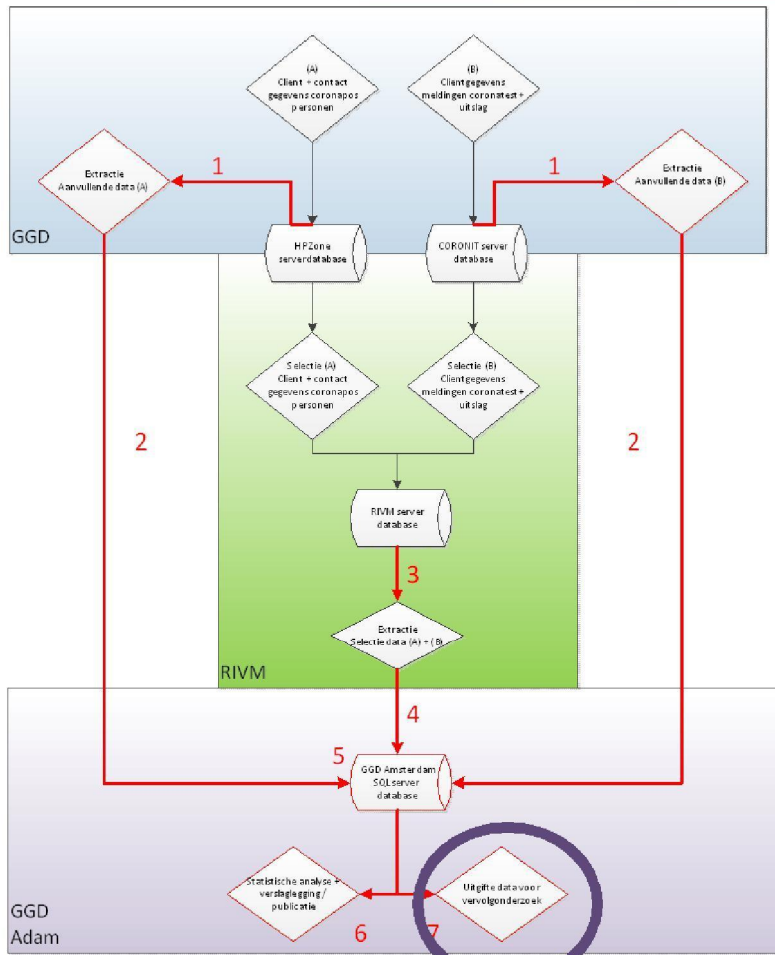 (A)
Client + contact
gegevens coronapos
personen
(B)
Clientgegevens
meldingen coronatest +
uitslag
1
1
Extractie
Aanvullende data (A)
Extractie
Aanvullende data (B)
GGD
HPZone
serverdatabase
CORONIT server
database
Selectie (A)
Client + contact
gegevens coronapos
personen
Selectie (B)
Clientgegevens
meldingen coronatest +
uitslag
2
2
RIVM server
database
3
Extractie
Selectie data (A) + (B)
RIVM
4
5
GGD Amsterdam
SQLserver
database
Statistische analyse +
verslaglegging /
publicatie
Uitgifte data voor
vervolgonderzoek
6
7
GGD
Adam